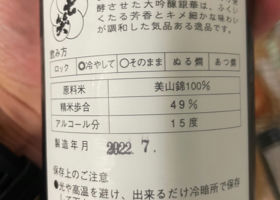 酵させた大吟醸銀華は、ふくい
くたる芳香とキメ細かな味わい
が調和した気品ある逸品です。
飲み方
ロック ○冷やして ◎そのまま ぬる燗 あつ燗
原料米 美山錦100%
精米歩合 49%
アルコール分 15度
製造年月 2022.7.
保存上のご注意
●光や高温を避け、出来るだけ冷暗所で保存